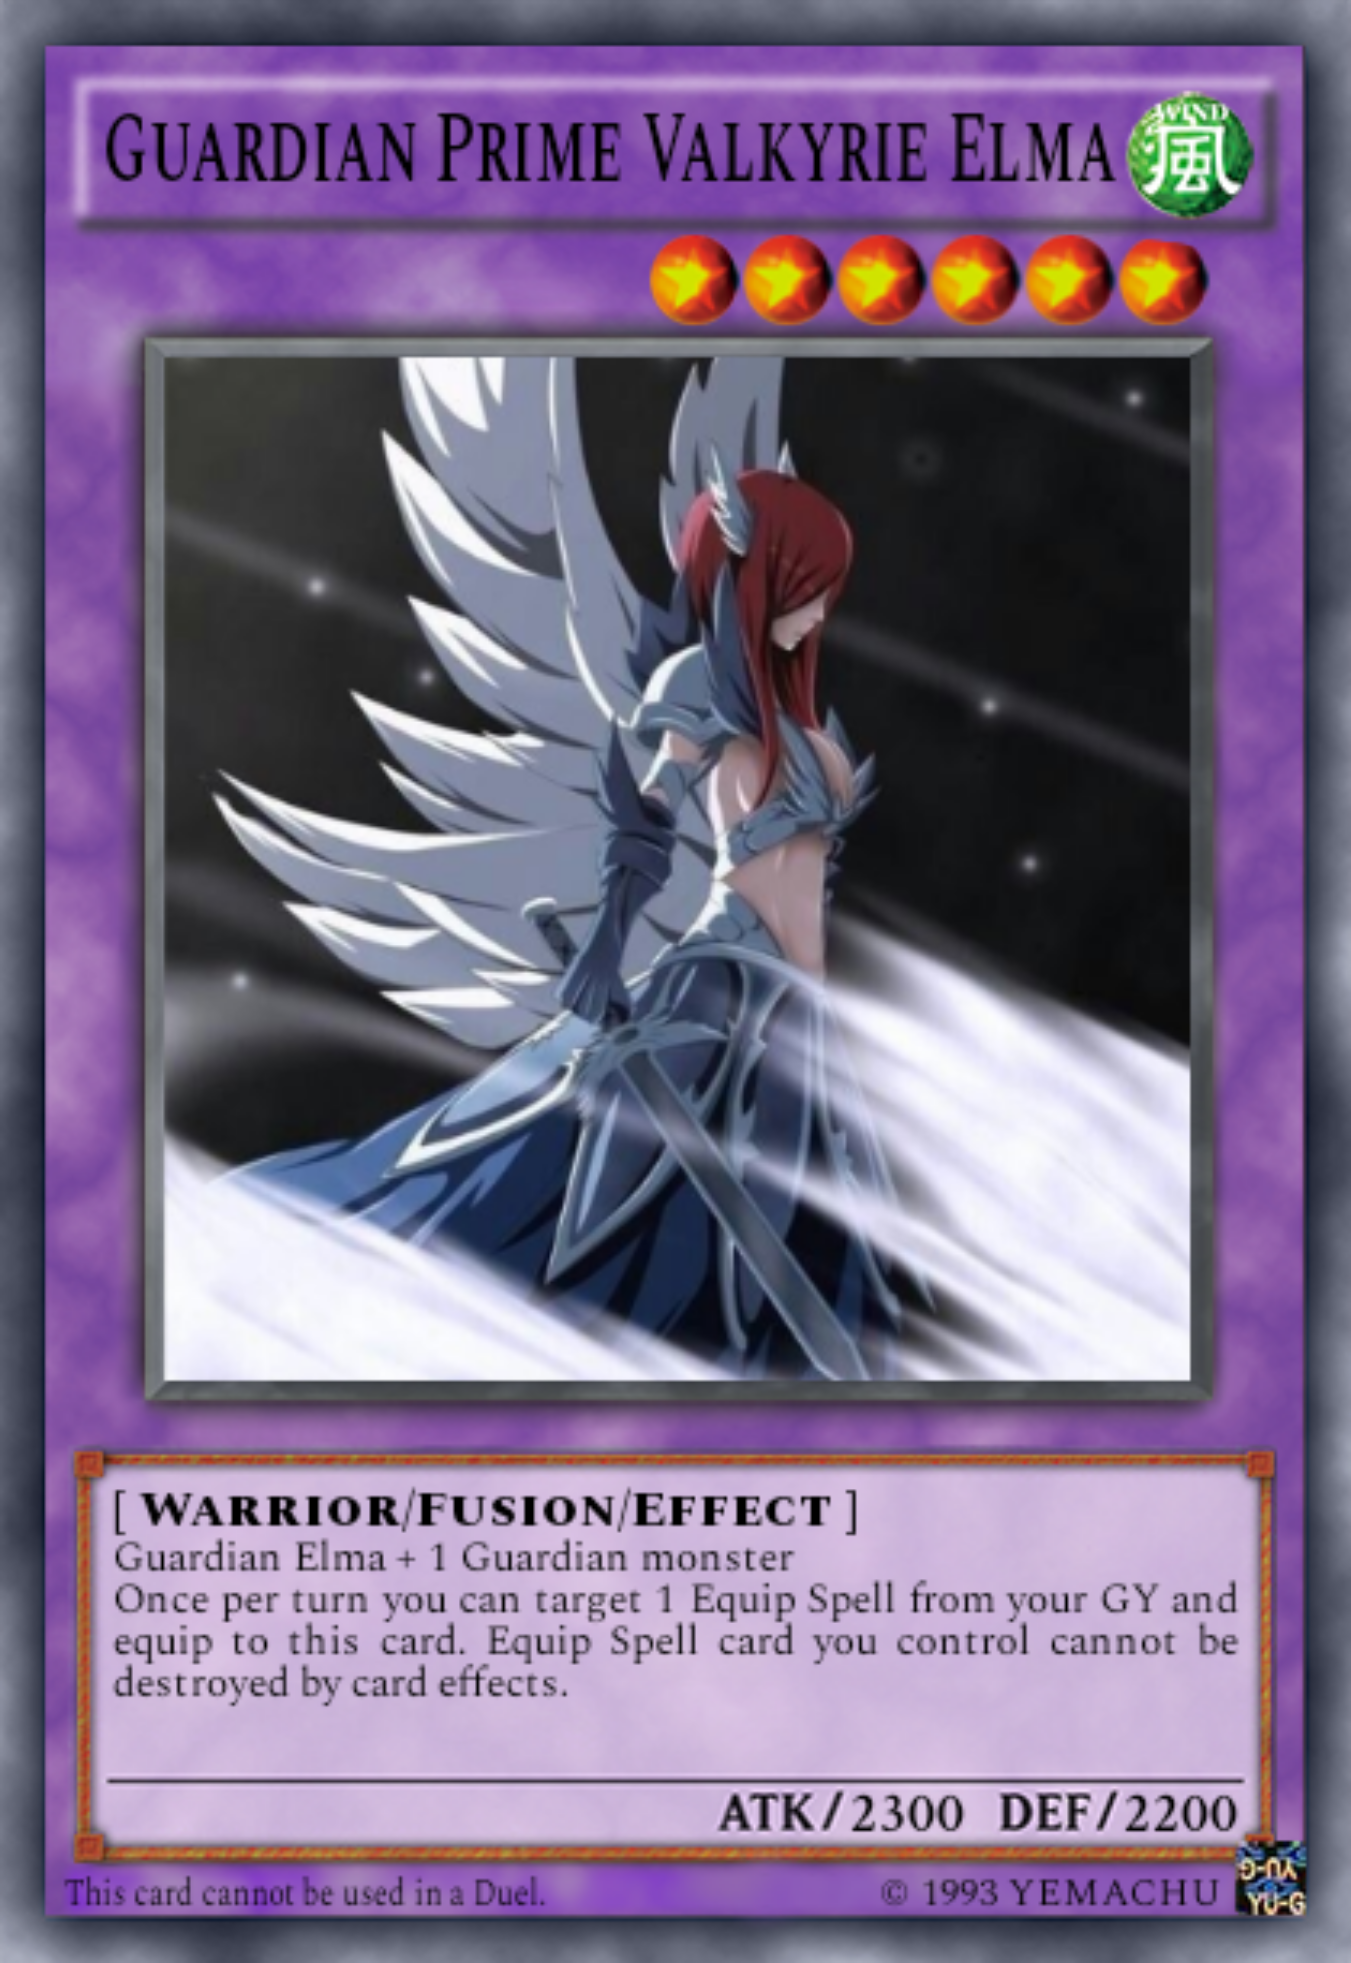 Guardian Prime Valkyrie Elma
WIND
風
[ Warrior/Fusion/Effect ]
Guardian Elma + 1 Guardian monster
Once per turn you can target 1 Equip Spell from your GY and
equip to this card. Equip Spell card you control cannot be
destroyed by card effects.
ATK/2300 DEF/2200
This card cannot be used in a Duel.
© 1993 YEMACHU
YU-G
YU-G